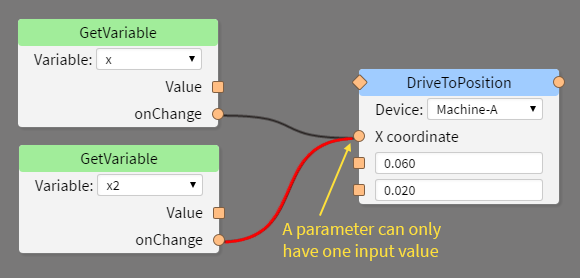 GetVariable
Variable: x
Value
onChange
GetVariable
Variable: x2
Value
onChange
DriveToPosition
Device: Machine-A
X coordinate
0.060
0.020
A parameter can only
have one input value